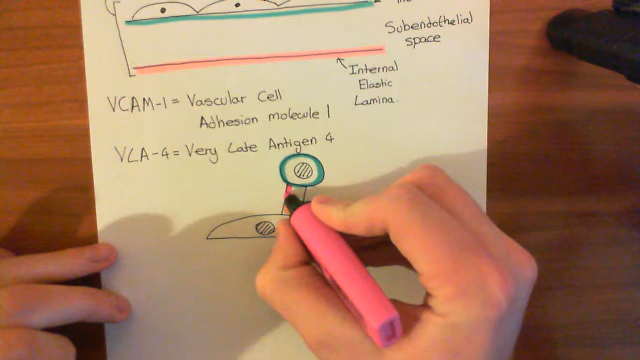 Subendothelial
space
Internal
Elastic
Lamina.
VCAM-1 = Vascular Cell
Adhesion molecule 1
VLA-4 = Very Late Antigen 4